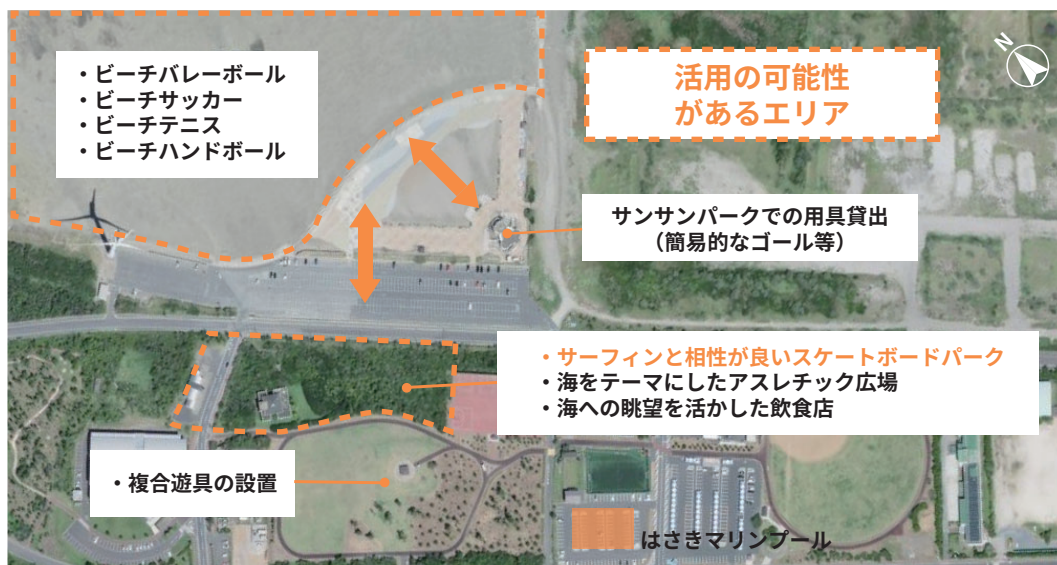 ・ビーチバレーボール
・ビーチサッカー
・ビーチテニス
・ビーチハンドボール
活用の可能性
があるエリア
N
サンサンパークでの用具貸出
（簡易的なゴール等）
・サーフィンと相性が良いスケートボードパーク
・海をテーマにしたアスレチック広場
・海への眺望を活かした飲食店
・複合遊具の設置
はさきマリンプール